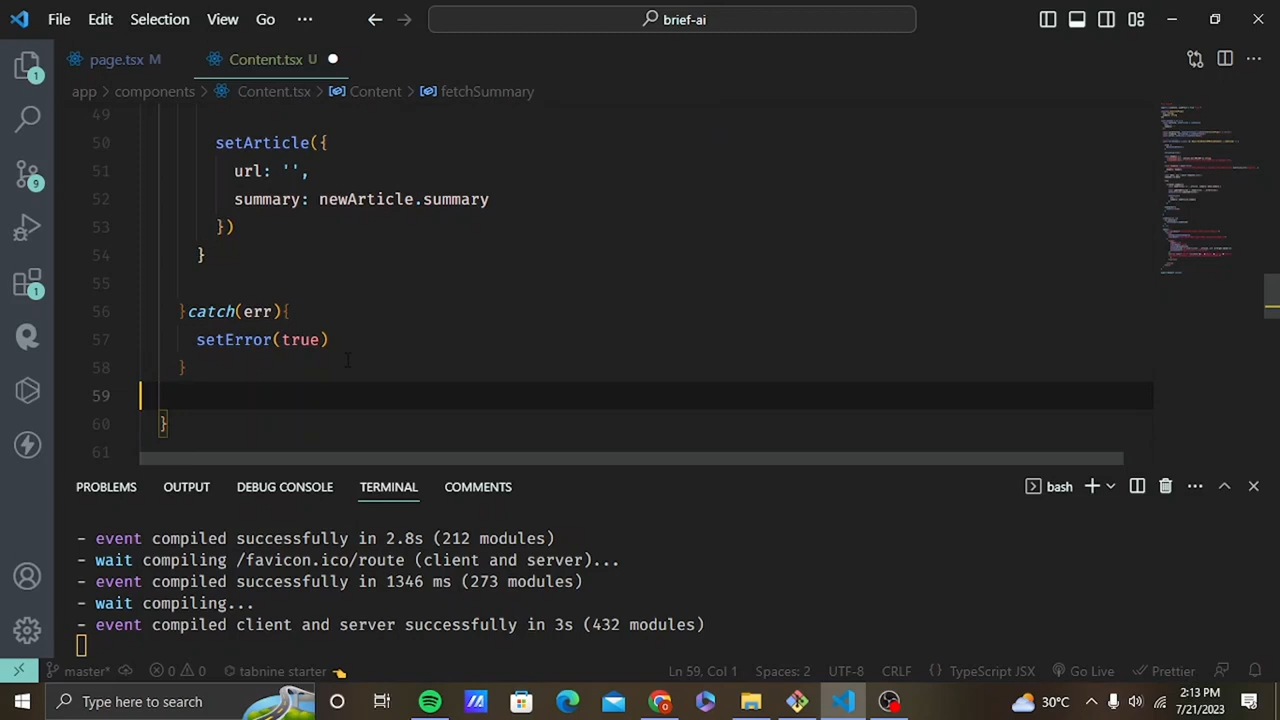 File Edit Selection View Go ··· brief-ai
1 page.tsx M Content.tsx U
app > components > Content.tsx > Content > fetchSummary
49
50 setArticle({
51 url: '',
52 summary: newArticle.summary
53 })
54 }
55
56 }catch(err){
57 setError(true)
58 }
59
60 }
61
9
1
PROBLEMS OUTPUT DEBUG CONSOLE TERMINAL COMMENTS bash
- event compiled successfully in 2.8s (212 modules)
- wait compiling /favicon.ico/route (client and server)...
- event compiled successfully in 1346 ms (273 modules)
- wait compiling...
- event compiled client and server successfully in 3s (432 modules)
master* 0 0 tabnine starter Ln 59, Col 1 Spaces: 2 UTF-8 CRLF {} TypeScript JSX Go Live Prettier
Type here to search 30°C 2:13 PM
7/21/2023